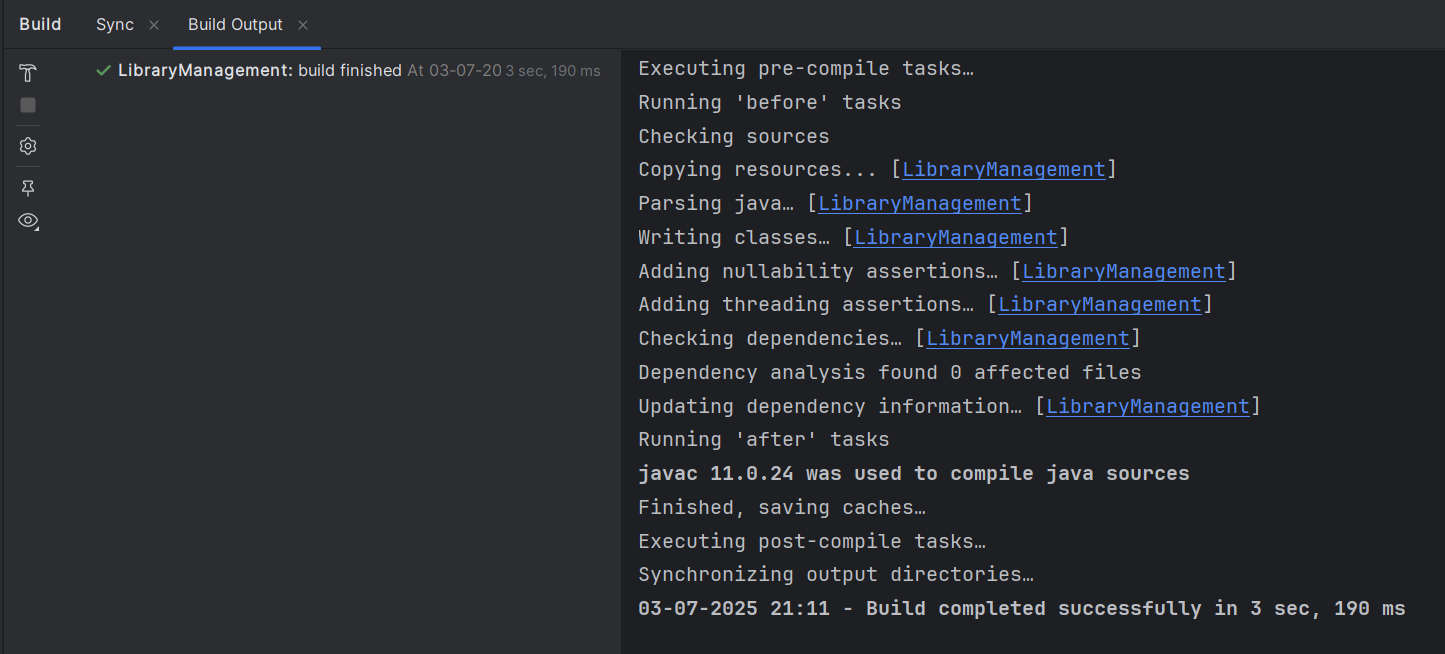 Build Sync Build Output
LibraryManagement: build finished At 03-07-20 3 sec, 190 ms
Executing pre-compile tasks…
Running 'before' tasks
Checking sources
Copying resources... [LibraryManagement]
Parsing java… [LibraryManagement]
Writing classes… [LibraryManagement]
Adding nullability assertions… [LibraryManagement]
Adding threading assertions… [LibraryManagement]
Checking dependencies… [LibraryManagement]
Dependency analysis found 0 affected files
Updating dependency information… [LibraryManagement]
Running 'after' tasks
javac 11.0.24 was used to compile java sources
Finished, saving caches…
Executing post-compile tasks…
Synchronizing output directories…
03-07-2025 21:11 - Build completed successfully in 3 sec, 190 ms